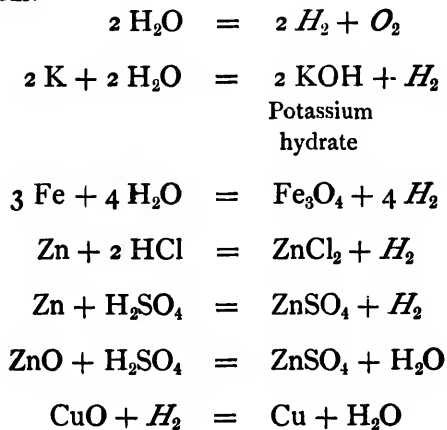 2 H₂O = 2 H₂ + O₂
2 K + 2 H₂O = 2 KOH + H₂
Potassium
hydrate
3 Fe + 4 H₂O = Fe₃O₄ + 4 H₂
Zn + 2 HCl = ZnCl₂ + H₂
Zn + H₂SO₄ = ZnSO₄ + H₂
ZnO + H₂SO₄ = ZnSO₄ + H₂O
CuO + H₂ = Cu + H₂O